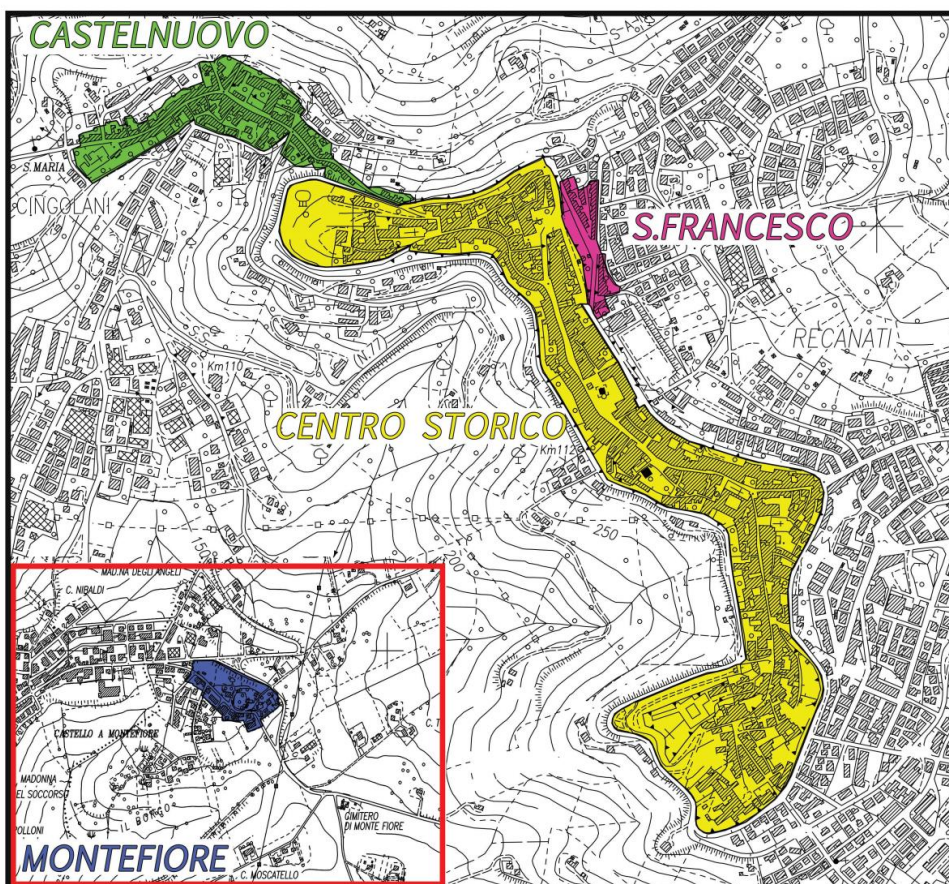 CASTELNUOVO
S. MARIA
CINGOLANI
S.FRANCESCO
RECANATI
Km110
CENTRO STORICO
Km112
250
200
150
MAD.NA DEGLI ANGELI
C. NIBALDI
CASTELLO A MONTEFIORE
C. T
MADONNA
EL SOCCORSO
OLLONI
CIMITERO
DI MONTE FIORE
MONTEFIORE
C. MOSCATELLO